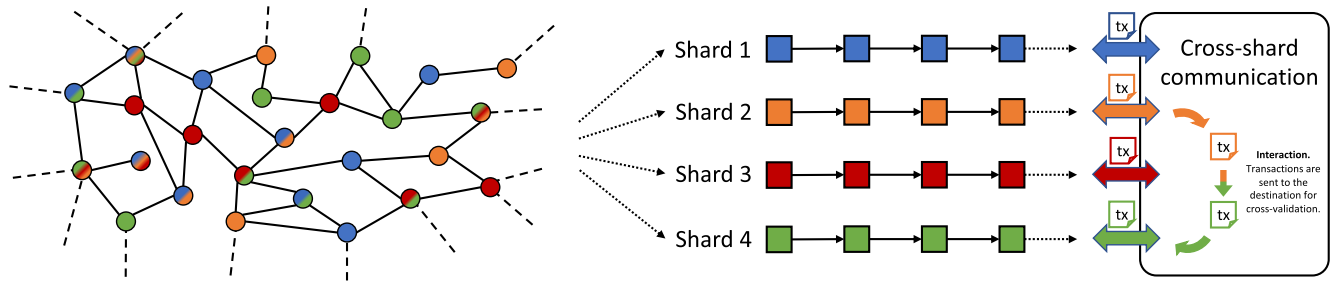 Shard 1
Shard 2
Shard 3
Shard 4
tx
tx
tx
tx
Cross-shard
communication
tx
tx
Interaction.
Transactions are
sent to the
destination for
cross-validation.